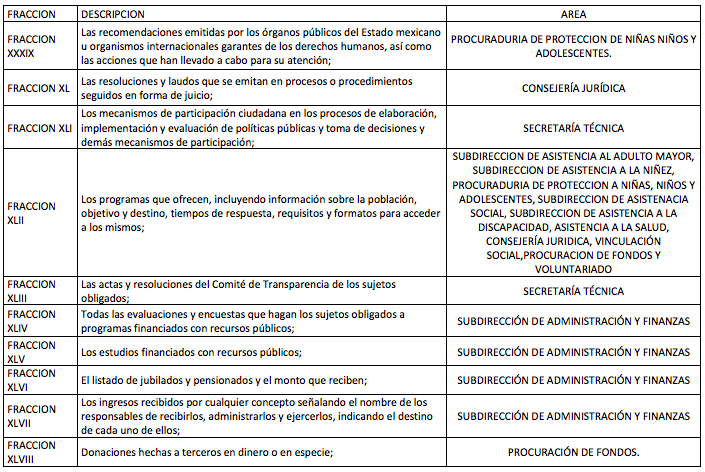 FRACCION DESCRIPCION AREA
FRACCION
XXXIX
Las recomendaciones emitidas por los órganos públicos del Estado mexicano
u organismos internacionales garantes de los derechos humanos, así como
las acciones que han llevado a cabo para su atención;
PROCURADURIA DE PROTECCION DE NIÑAS NIÑOS Y
ADOLESCENTES.
FRACCION XL
Las resoluciones y laudos que se emitan en procesos o procedimientos
seguidos en forma de juicio;
CONSEJERÍA JURÍDICA
FRACCION XLI
Los mecanismos de participación ciudadana en los procesos de elaboración,
implementación y evaluación de políticas públicas y toma de decisiones y
demás mecanismos de participación;
SECRETARÍA TÉCNICA
FRACCION
XLII
Los programas que ofrecen, incluyendo información sobre la población,
objetivo y destino, tiempos de respuesta, requisitos y formatos para acceder
a los mismos;
SUBDIRECCION DE ASISTENCIA AL ADULTO MAYOR,
SUBDIRECCION DE ASISTENCIA A LA NIÑEZ,
PROCURADURIA DE PROTECCION A NIÑAS, NIÑOS Y
ADOLESCENTES, SUBDIRECCION DE ASISTENACIA
SOCIAL, SUBDIRECCION DE ASISTENCIA A LA
DISCAPACIDAD, ASISTENCIA A LA SALUD,
CONSEJERÍA JURIDICA, VINCULACIÓN
SOCIAL,PROCURACION DE FONDOS Y
VOLUNTARIADO
FRACCION
XLIII
Las actas y resoluciones del Comité de Transparencia de los sujetos
obligados;
SECRETARÍA TÉCNICA
FRACCION
XLIV
Todas las evaluaciones y encuestas que hagan los sujetos obligados a
programas financiados con recursos públicos;
SUBDIRECCIÓN DE ADMINISTRACIÓN Y FINANZAS
FRACCION
XLV
Los estudios financiados con recursos públicos;
SUBDIRECCIÓN DE ADMINISTRACIÓN Y FINANZAS
FRACCION
XLVI
El listado de jubilados y pensionados y el monto que reciben;
SUBDIRECCIÓN DE ADMINISTRACIÓN Y FINANZAS
FRACCION
XLVII
Los ingresos recibidos por cualquier concepto señalando el nombre de los
responsables de recibirlos, administrarlos y ejercerlos, indicando el destino
de cada uno de ellos;
SUBDIRECCIÓN DE ADMINISTRACIÓN Y FINANZAS
FRACCION
XLVIII
Donaciones hechas a terceros en dinero o en especie;
PROCURACIÓN DE FONDOS.